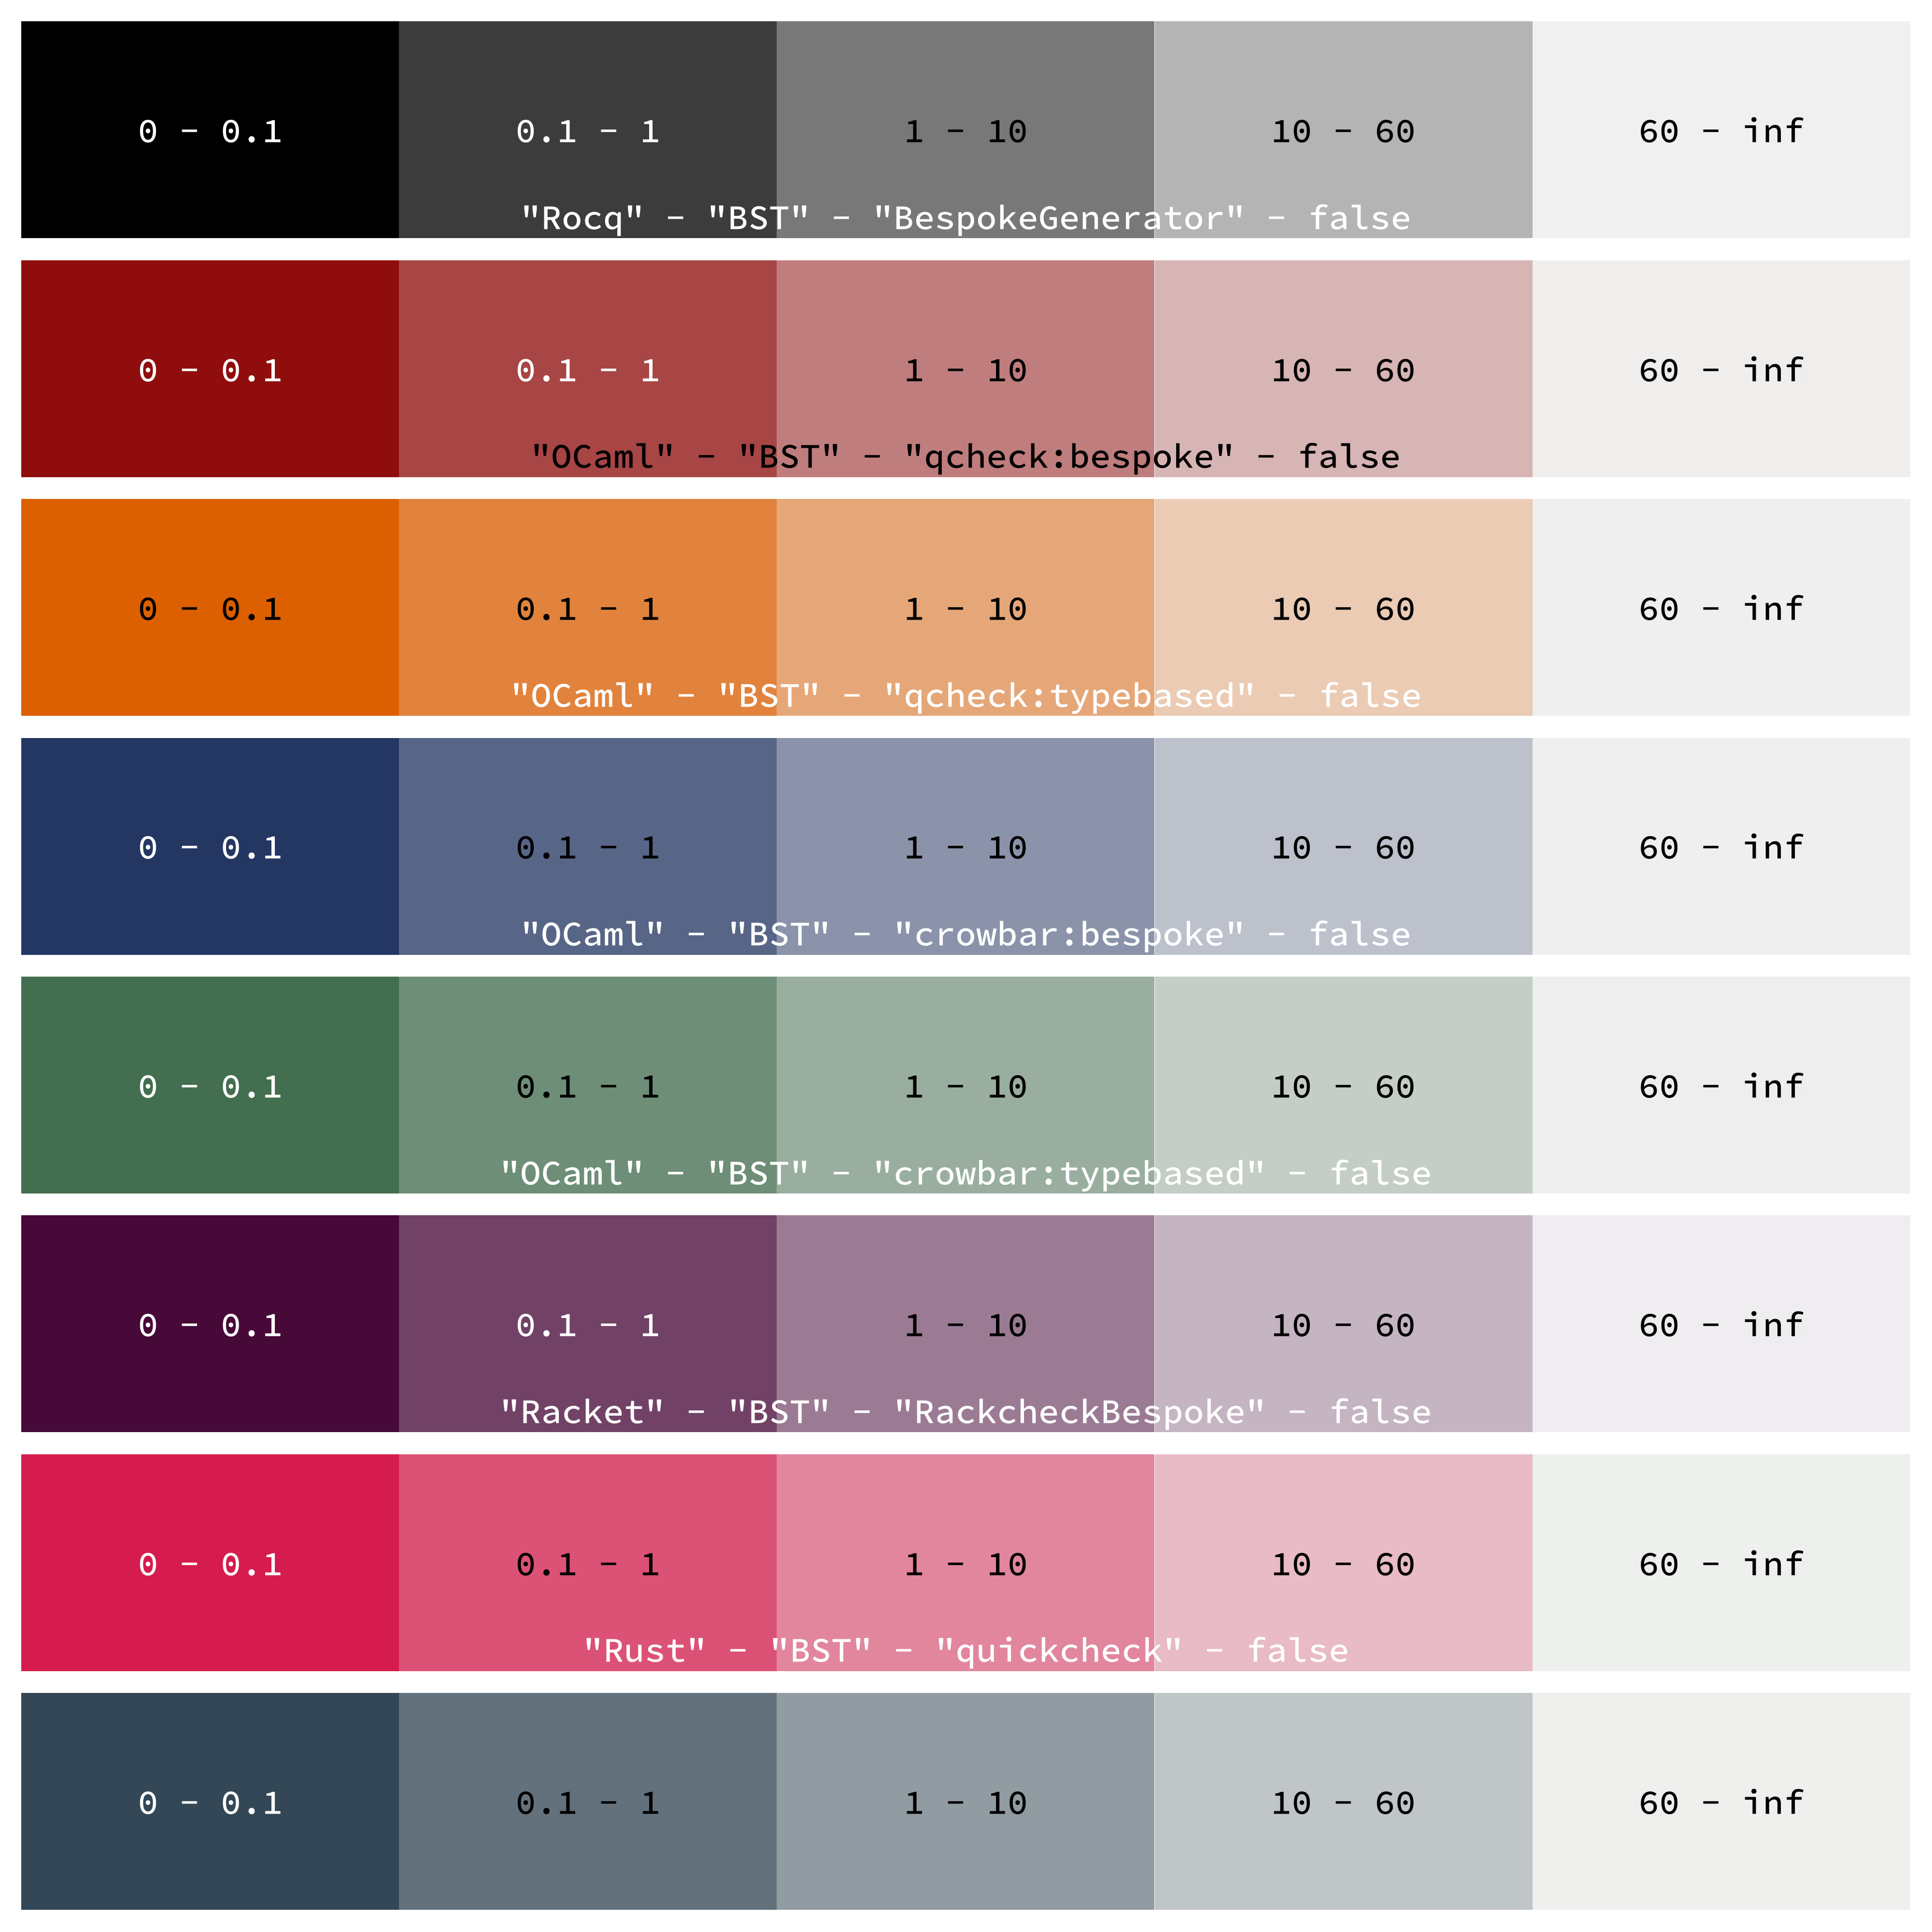 0 - 0.1 0.1 - 1 1 - 10 10 - 60 60 - inf
"Rocq" - "BST" - "BespokeGenerator" - false
0 - 0.1 0.1 - 1 1 - 10 10 - 60 60 - inf
"OCaml" - "BST" - "qcheck:bespoke" - false
0 - 0.1 0.1 - 1 1 - 10 10 - 60 60 - inf
"OCaml" - "BST" - "qcheck:typebased" - false
0 - 0.1 0.1 - 1 1 - 10 10 - 60 60 - inf
"OCaml" - "BST" - "crowbar:bespoke" - false
0 - 0.1 0.1 - 1 1 - 10 10 - 60 60 - inf
"OCaml" - "BST" - "crowbar:typebased" - false
0 - 0.1 0.1 - 1 1 - 10 10 - 60 60 - inf
"Racket" - "BST" - "RackcheckBespoke" - false
0 - 0.1 0.1 - 1 1 - 10 10 - 60 60 - inf
"Rust" - "BST" - "quickcheck" - false
0 - 0.1 0.1 - 1 1 - 10 10 - 60 60 - inf